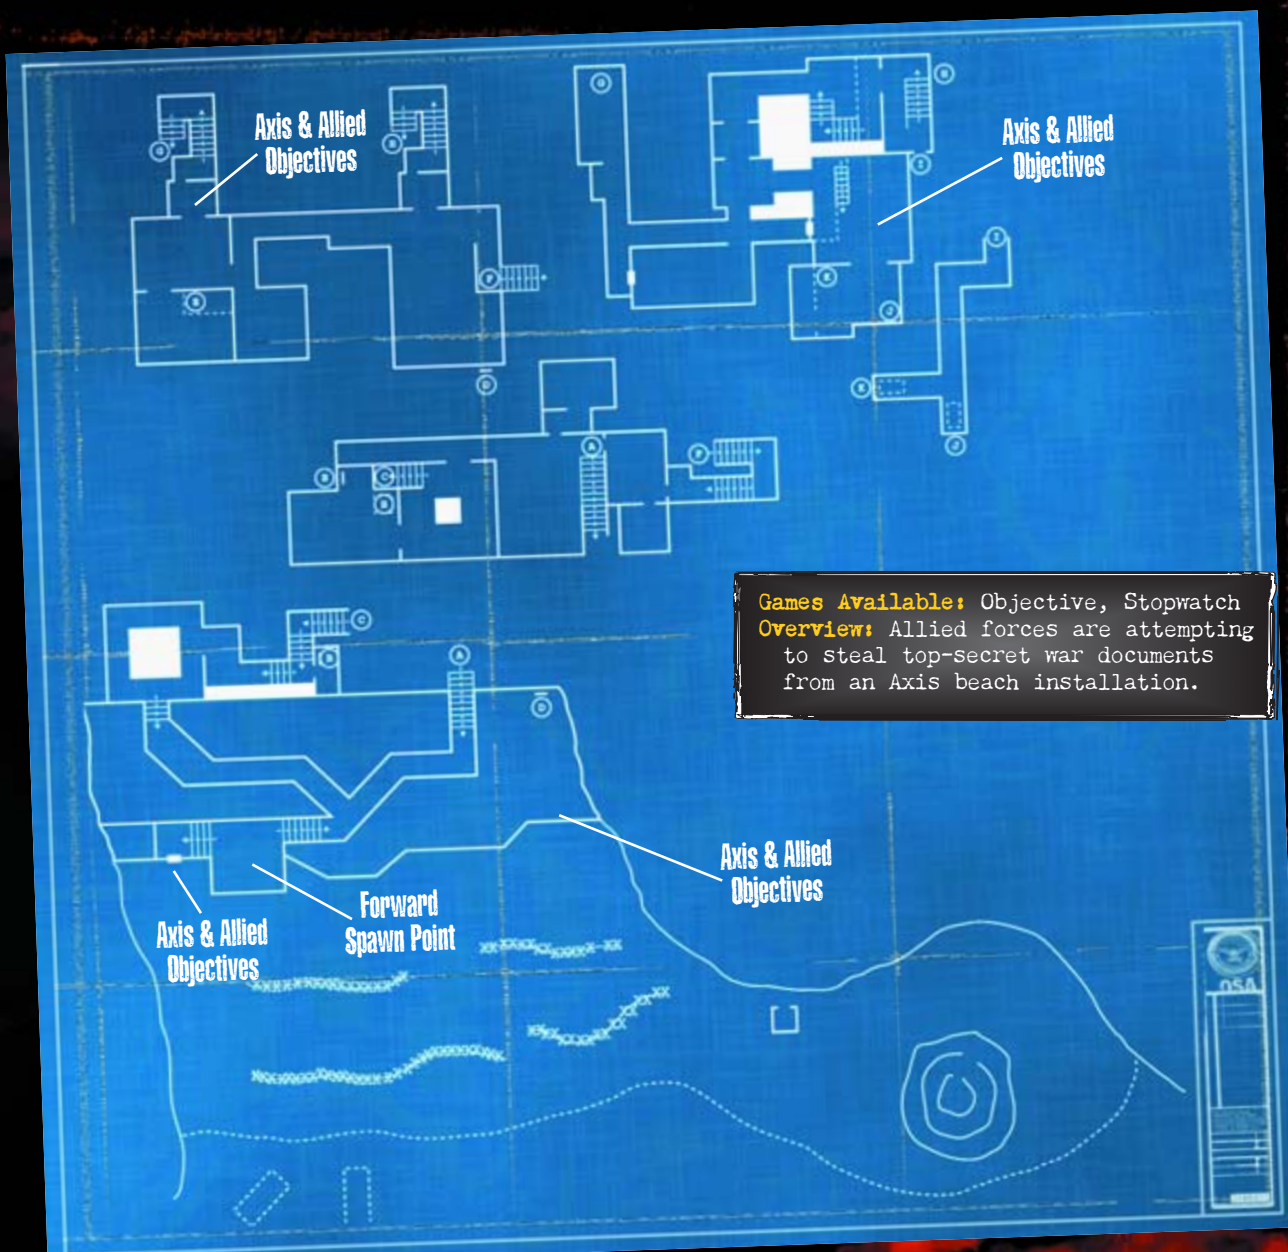 Axis & Allied
Objectives
Axis & Allied
Objectives
Games Available: Objective, Stopwatch
Overview: Allied forces are attempting
to steal top-secret war documents
from an Axis beach installation.
Axis & Allied
Objectives
Forward
Spawn Point
Axis & Allied
Objectives
OSA
G
F
D
A
F
C
C
A
D
I
I
K
J
K
J